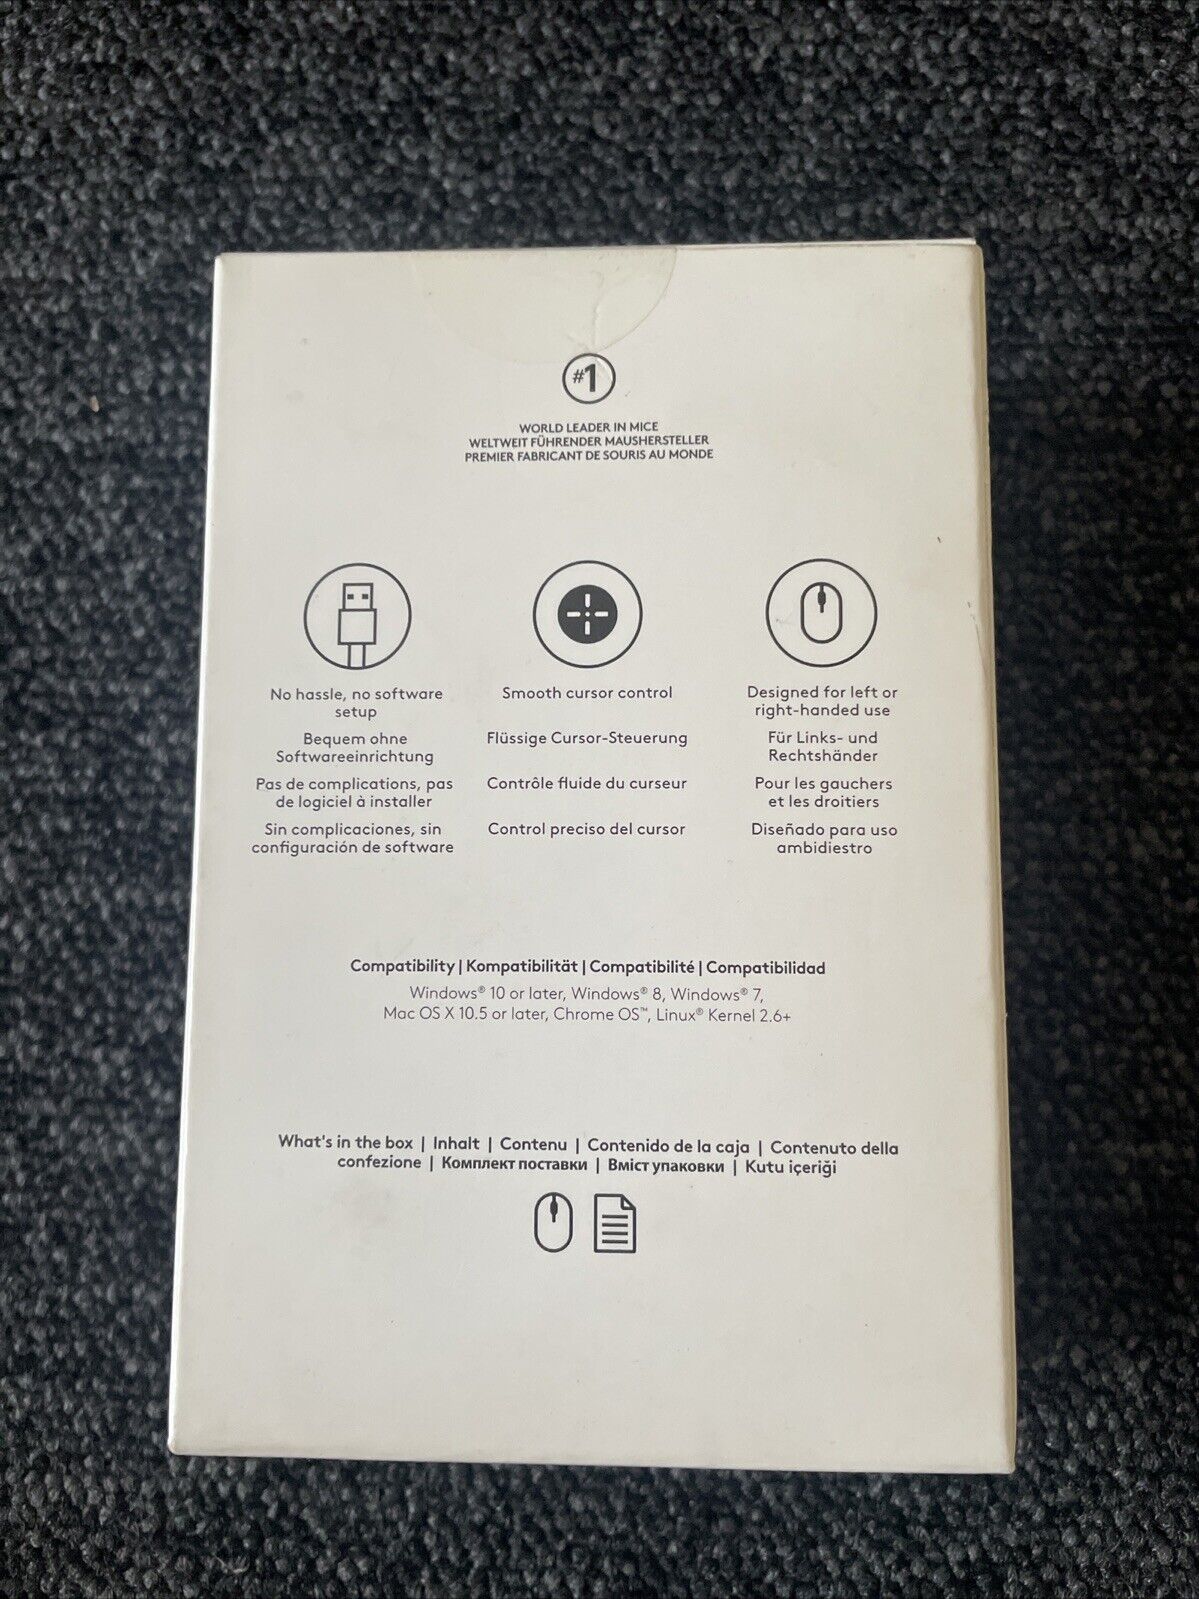 #1
WORLD LEADER IN MICE
WELTWEIT FÜHRENDER MAUSHERSTELLER
PREMIER FABRICANT DE SOURIS AU MONDE
No hassle, no software
setup
Bequem ohne
Softwareeinrichtung
Pas de complications, pas
de logiciel à installer
Sin complicaciones, sin
configuración de software
Smooth cursor control
Flüssige Cursor-Steuerung
Contrôle fluide du curseur
Control preciso del cursor
Designed for left or
right-handed use
Für Links- und
Rechtshänder
Pour les gauchers
et les droitiers
Diseñado para uso
ambidiestro
Compatibility | Kompatibilität | Compatibilité | Compatibilidad
Windows® 10 or later, Windows® 8, Windows® 7,
Mac OS X 10.5 or later, Chrome OS™, Linux® Kernel 2.6+
What's in the box | Inhalt | Contenu | Contenido de la caja | Contenuto della
confezione | Комплект поставки | Вміст упаковки | Kutu içeriği